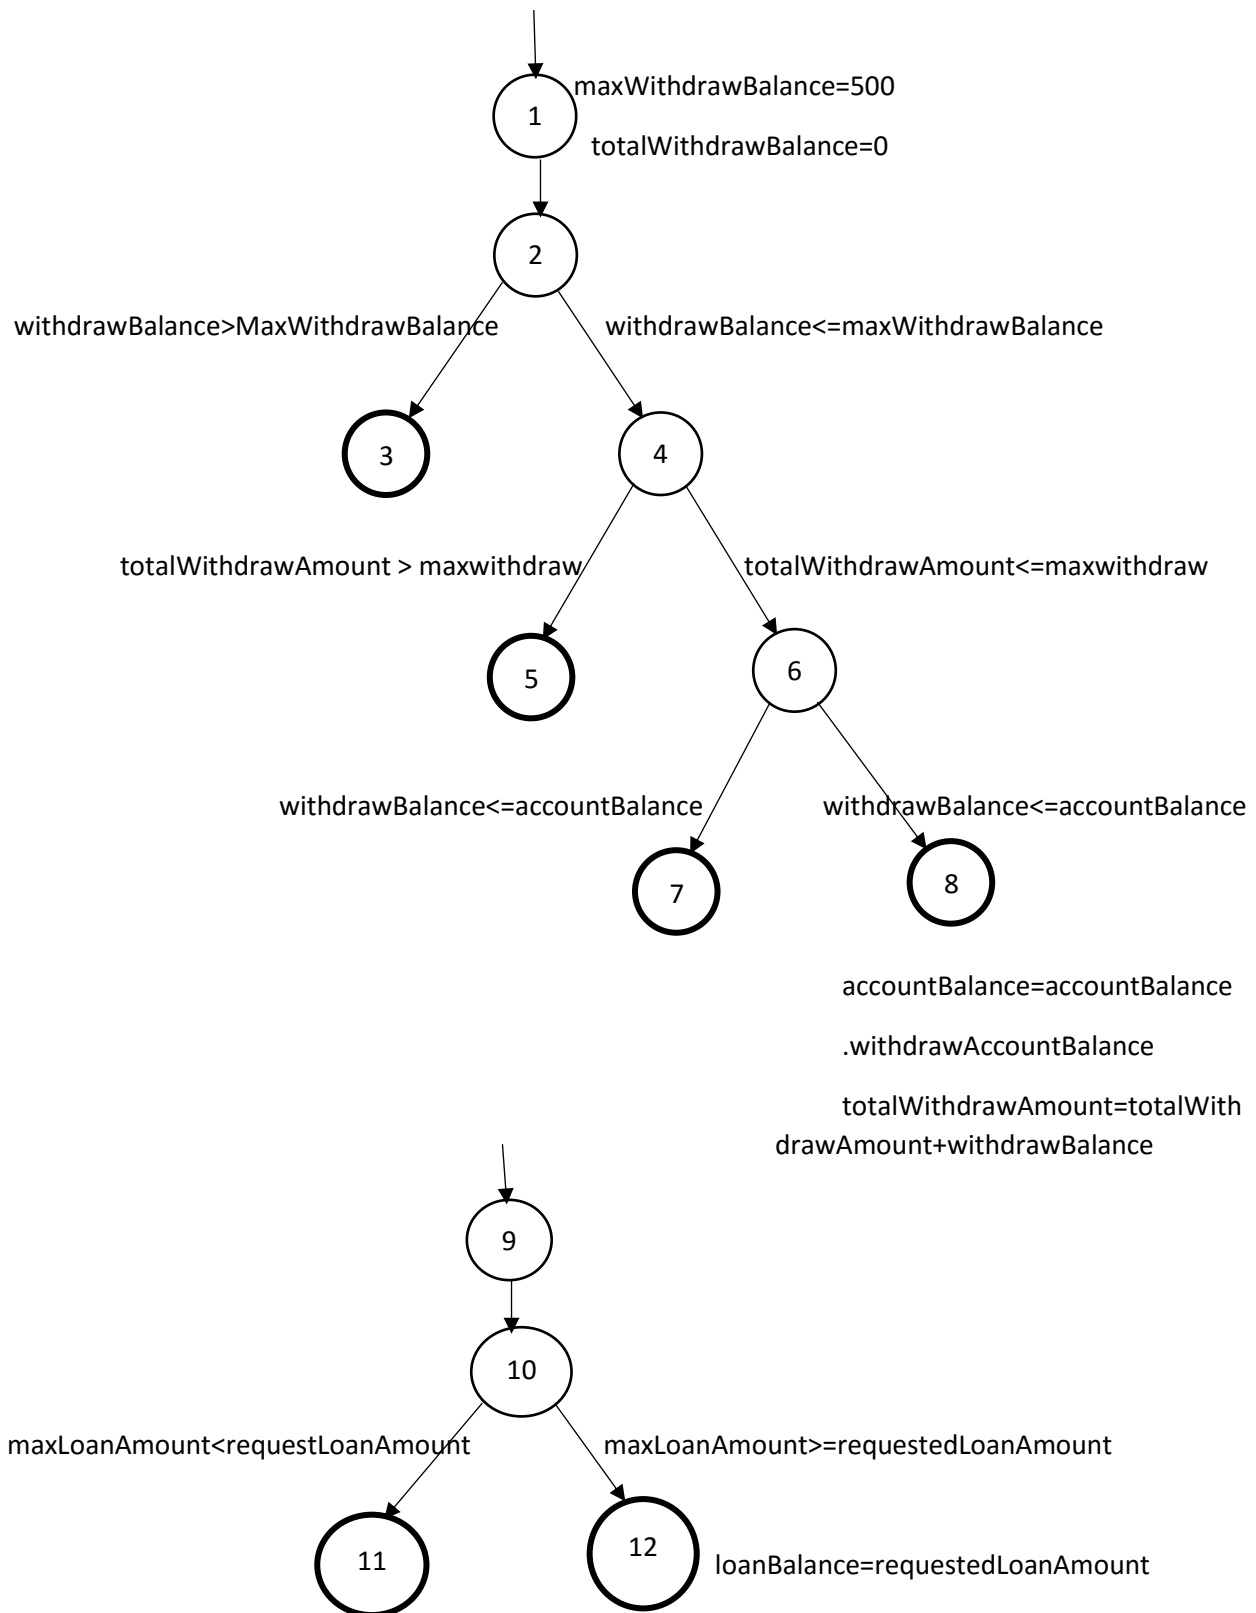 maxWithdrawBalance=500
1
totalWithdrawBalance=0
2
withdrawBalance>MaxWithdrawBalance
withdrawBalance<=maxWithdrawBalance
3
4
totalWithdrawAmount > maxwithdraw
totalWithdrawAmount<=maxwithdraw
5
6
withdrawBalance<=accountBalance
withdrawBalance<=accountBalance
7
8
accountBalance=accountBalance
.withdrawAccountBalance
totalWithdrawAmount=totalWith
drawAmount+withdrawBalance
9
10
maxLoanAmount<requestLoanAmount
maxLoanAmount>=requestedLoanAmount
11
12
loanBalance=requestedLoanAmount